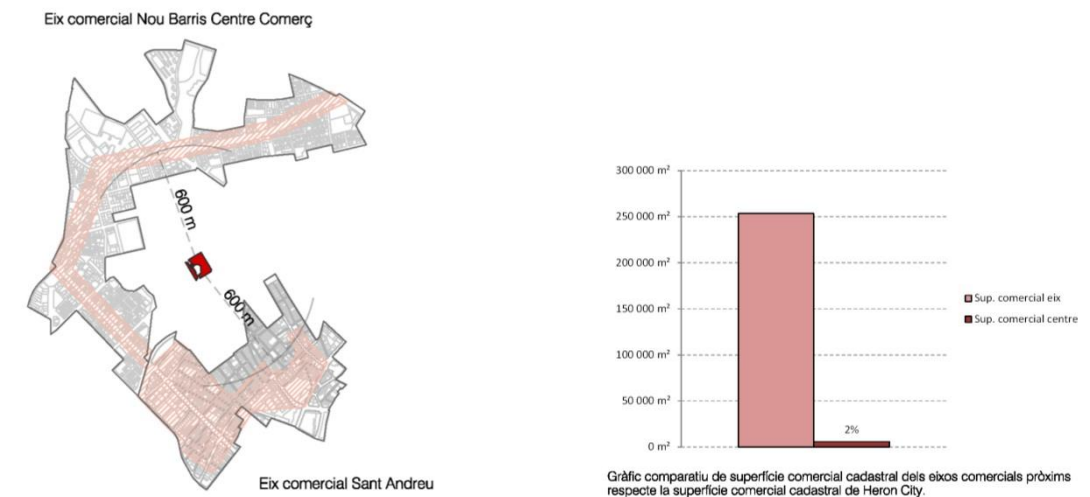 Eix comercial Nou Barris Centre Comerç
600 m
600 m
Eix comercial Sant Andreu
300 000 m²
250 000 m²
200 000 m²
150 000 m²
100 000 m²
50 000 m²
0 m²
2%
Sup. comercial eix
Sup. comercial centre
Gràfic comparatiu de superfície comercial cadastral dels eixos comercials pròxims
respecte la superfície comercial cadastral de Heron City.